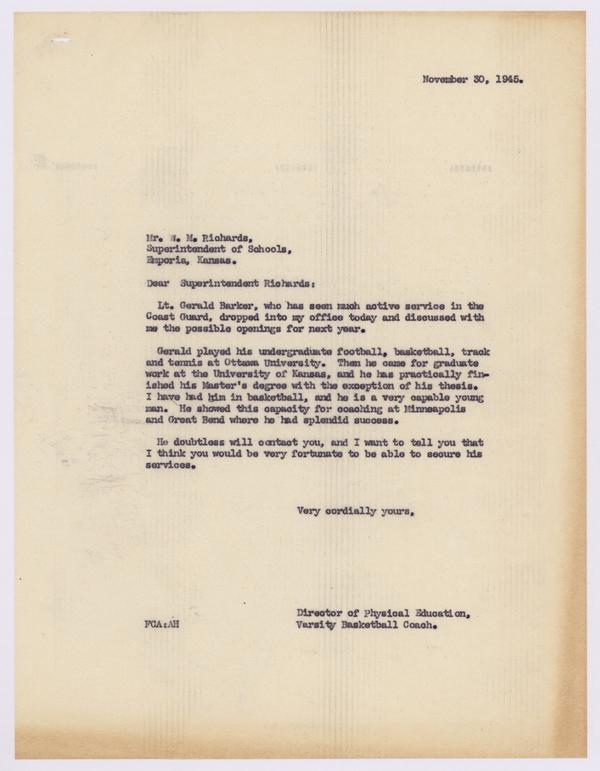 November 30, 1945.
Mr. W. M. Richards,
Superintendent of Schools,
Emporia, Kansas.
Dear Superintendent Richards:
Lt. Gerald Barker, who has seen much active service in the
Coast Guard, dropped into my office today and discussed with
me the possible openings for next year.
Gerald played his undergraduate football, basketball, track
and tennis at Ottawa University. Then he came for graduate
work at the University of Kansas, and he has practically fin-
ished his Master's degree with the exception of his thesis.
I have had him in basketball, and he is a very capable young
man. He showed this capacity for coaching at Minneapolis
and Great Bend where he had splendid success.
He doubtless will contact you, and I want to tell you that
I think you would be very fortunate to be able to secure his
services.
Very cordially yours,
Director of Physical Education,
FCA:AH Varsity Basketball Coach.